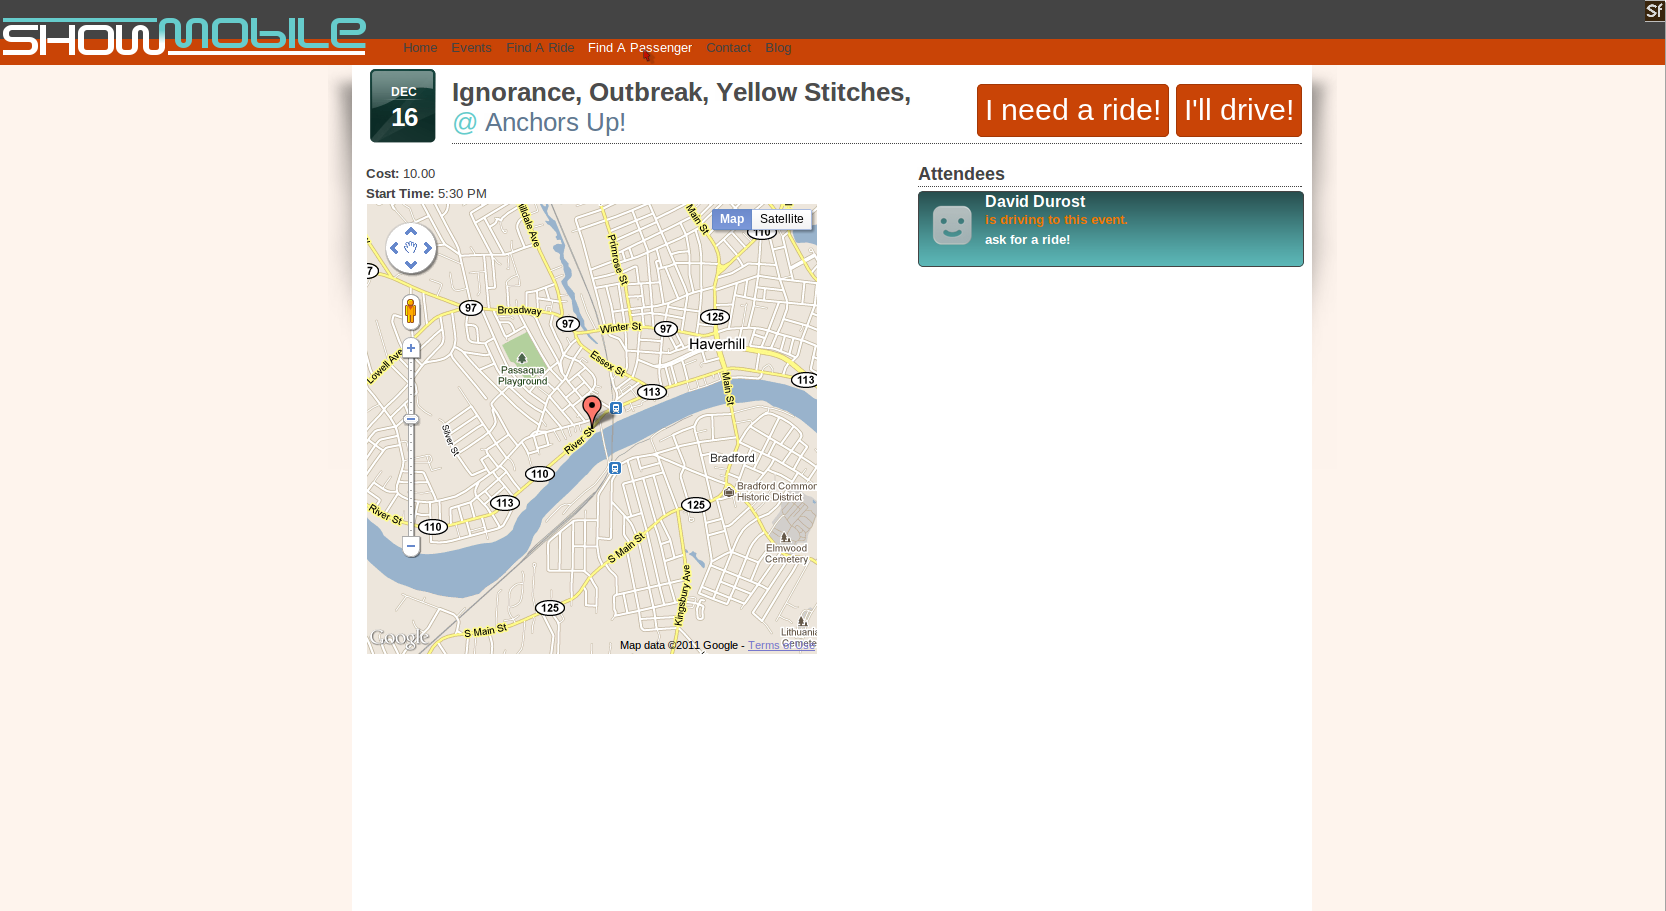 SHOWMOBILE
Sf
Home Events Find A Ride Find A Passenger Contact Blog
DEC
16
Ignorance, Outbreak, Yellow Stitches,
@ Anchors Up!
I need a ride! I'll drive!
Cost: 10.00
Start Time: 5:30 PM
Attendees
David Durost
is driving to this event.
ask for a ride!
Map Satellite
Hilldale Ave
Main St
110
Primrose St
97
Broadway
97
Winter St
97
125
Haverhill
Lowell Ave
Passaqua
Playground
Essex St
113
Main St
113
Silver St
River St
Bradford
110
113
125
Bradford Common
Historic District
River St
110
S Main St
Elmwood
Cemetery
Kingsbury Ave
125
S Main St
Lithuania
Cemete
Google
Map data ©2011 Google - Terms of Use